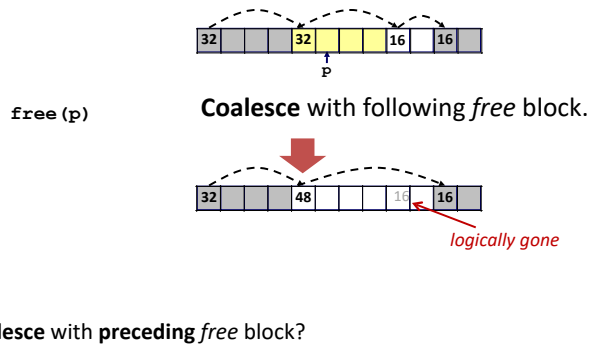 32 32 16 16
p
free(p)
Coalesce with following free block.
32 48 16 16
logically gone
lesce with preceding free block?